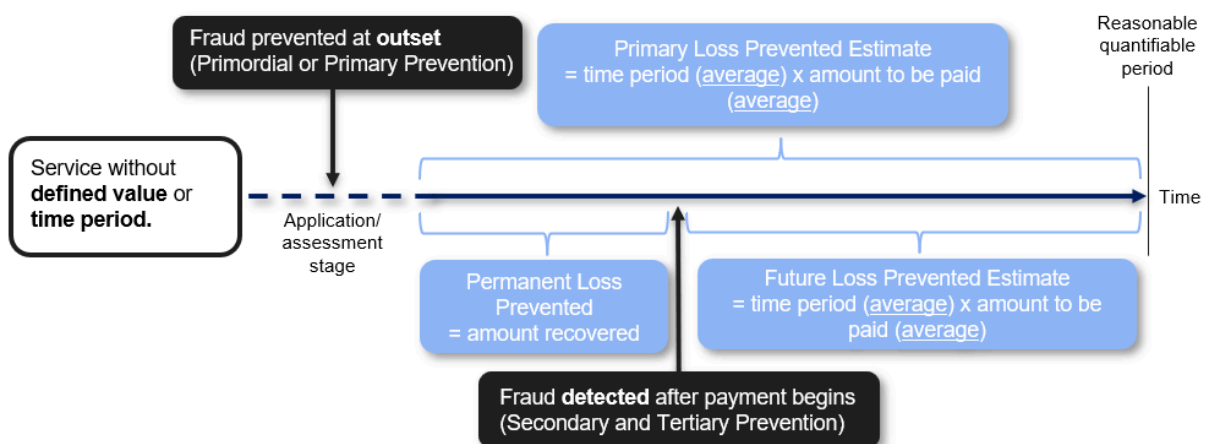 Fraud prevented at outset
(Primordial or Primary Prevention)
Primary Loss Prevented Estimate
= time period (average) x amount to be paid
(average)
Reasonable
quantifiable
period
Service without
defined value or
time period.
Application/
assessment
stage
Time
Permanent Loss
Prevented
= amount recovered
Future Loss Prevented Estimate
= time period (average) x amount to be
paid (average)
Fraud detected after payment begins
(Secondary and Tertiary Prevention)